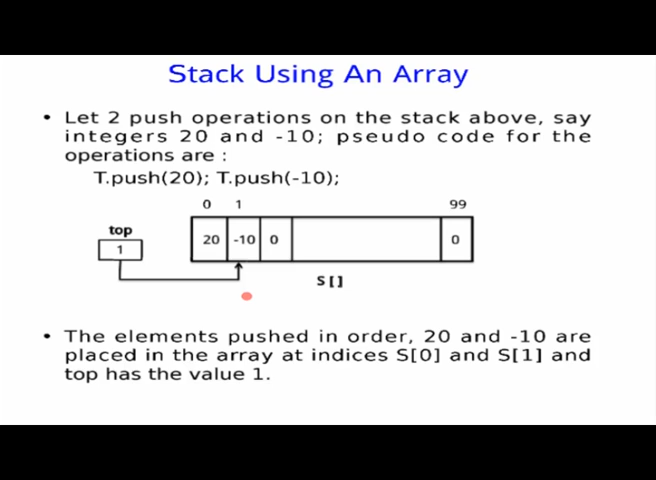 Stack Using An Array
• Let 2 push operations on the stack above, say
integers 20 and -10; pseudo code for the
operations are :
T.push(20); T.push(-10);
0 1 99
top
1
20 -10 0 0
S[]
• The elements pushed in order, 20 and -10 are
placed in the array at indices S[0] and S[1] and
top has the value 1.